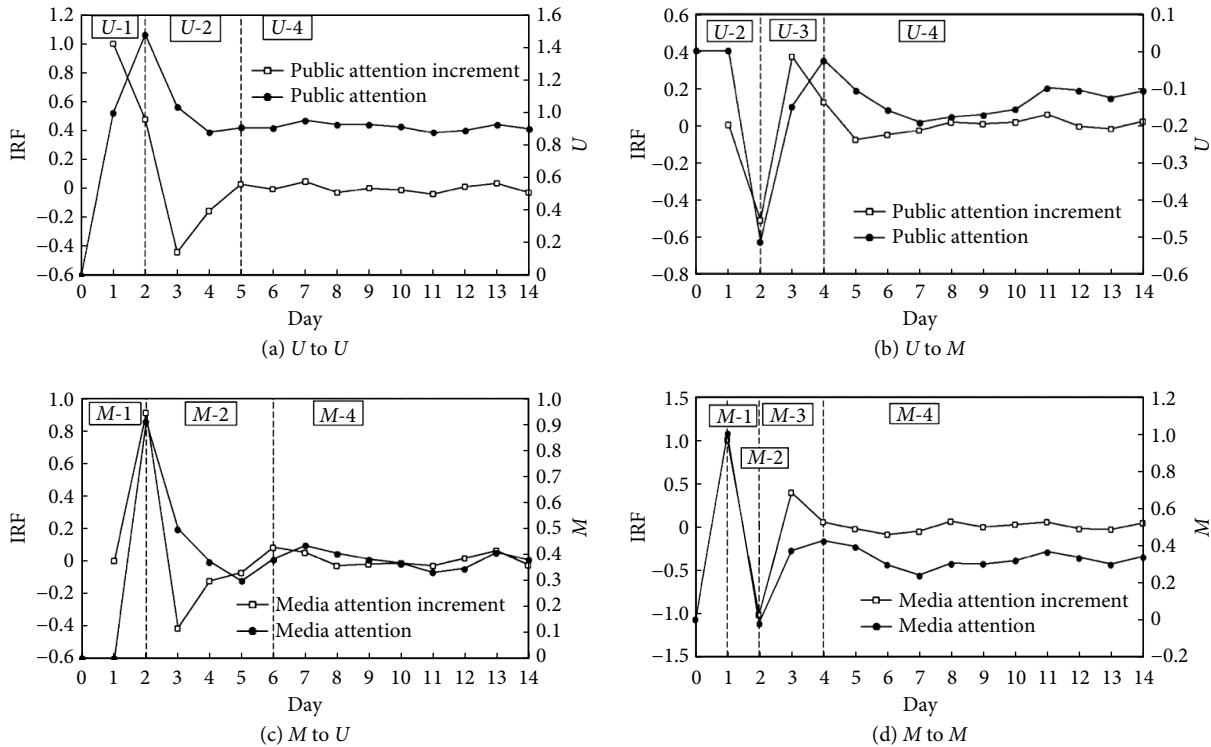 U-1 U-2 U-4
1.2 1.0 0.8 0.6 0.4 0.2 0 −0.2 −0.4 −0.6
IRF
Public attention increment
Public attention
1.6 1.4 1.2 1.0 0.8 0.6 0.4 0.2 0
U
0 1 2 3 4 5 6 7 8 9 10 11 12 13 14
Day
(a) U to U
U-2 U-3 U-4
0.6 0.4 0.2 0 −0.2 −0.4 −0.6 −0.8
IRF
Public attention increment
Public attention
0.1 0 −0.1 −0.2 −0.3 −0.4 −0.5 −0.6
U
0 1 2 3 4 5 6 7 8 9 10 11 12 13 14
Day
(b) U to M
M-1 M-2 M-4
1.0 0.8 0.6 0.4 0.2 0 −0.2 −0.4 −0.6
IRF
Media attention increment
Media attention
1.0 0.9 0.8 0.7 0.6 0.5 0.4 0.3 0.2 0.1 0
M
0 1 2 3 4 5 6 7 8 9 10 11 12 13 14
Day
(c) M to U
M-1 M-3 M-4
M-2
1.5 1.0 0.5 0 −0.5 −1.0 −1.5
IRF
Media attention increment
Media attention
1.2 1.0 0.8 0.6 0.4 0.2 0 −0.2
M
0 1 2 3 4 5 6 7 8 9 10 11 12 13 14
Day
(d) M to M